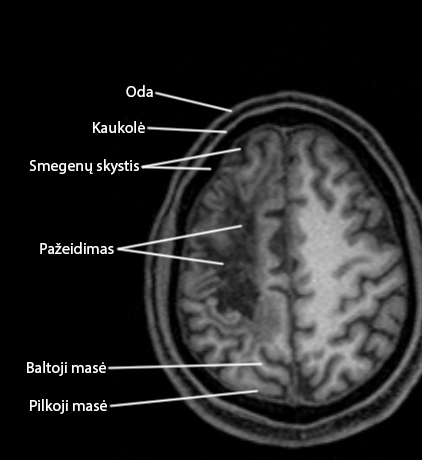 Oda
Kaukolė
Smegenų skystis
Pažeidimas
Baltoji masė
Pilkoji masė